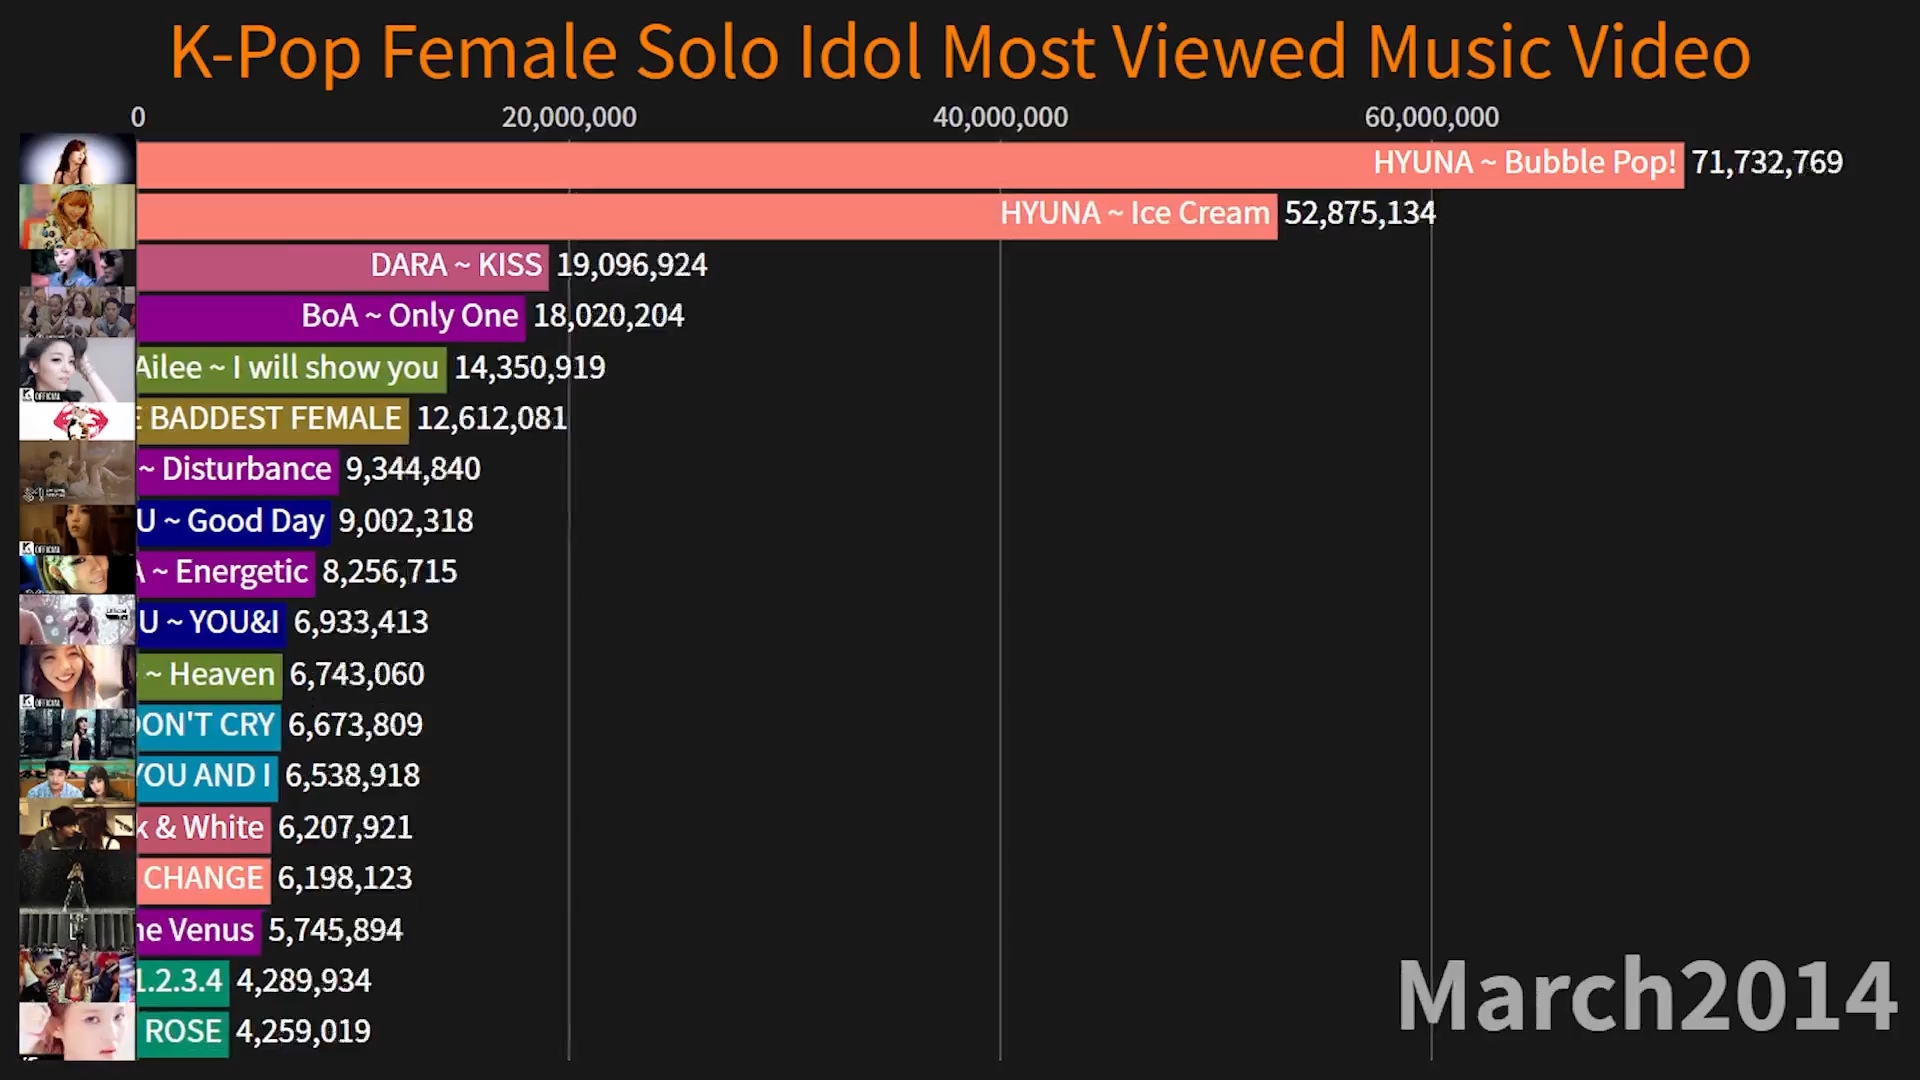 K-Pop Female Solo Idol Most Viewed Music Video
0 20,000,000 40,000,000 60,000,000
HYUNA ~ Bubble Pop! 71,732,769
HYUNA ~ Ice Cream 52,875,134
DARA ~ KISS 19,096,924
BoA ~ Only One 18,020,204
Ailee ~ I will show you 14,350,919
E BADDEST FEMALE 12,612,081
~ Disturbance 9,344,840
U ~ Good Day 9,002,318
A ~ Energetic 8,256,715
U ~ YOU&I 6,933,413
~ Heaven 6,743,060
DON'T CRY 6,673,809
YOU AND I 6,538,918
k & White 6,207,921
CHANGE 6,198,123
ne Venus 5,745,894
1.2.3.4 4,289,934
ROSE 4,259,019
March2014